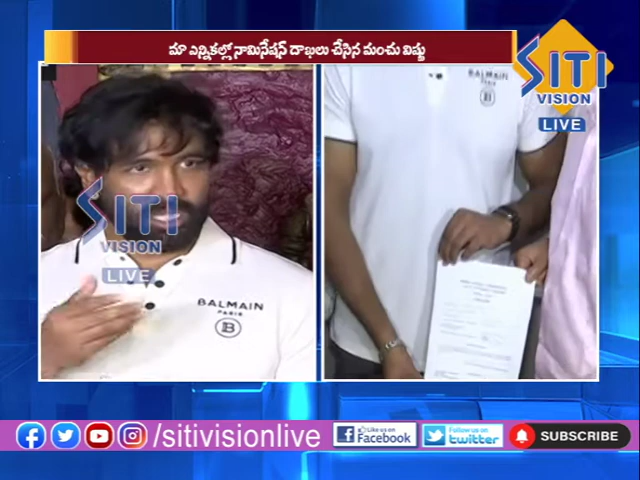 మా ఎన్నికల్లో నామినేషన్ దాఖలు చేసిన మంచు విష్ణు
SITI
VISION
LIVE
SITI
VISION
LIVE
BALMAIN
PARIS
B
BALMAIN
PARIS
B
/sitivisionlive
Like us on
Facebook
Follow us on
twitter
SUBSCRIBE